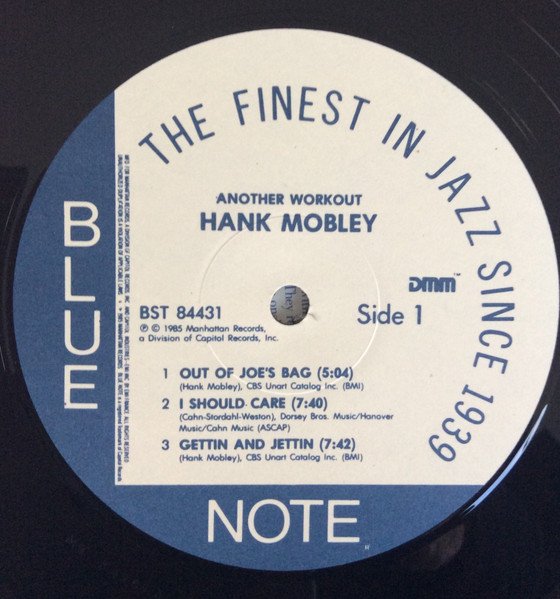 THE FINEST IN JAZZ SINCE 1939
ANOTHER WORKOUT
HANK MOBLEY
DMM™
BST 84431
Side 1
℗ © 1985 Manhattan Records,
a Division of Capitol Records, Inc.
1 OUT OF JOE'S BAG (5:04)
(Hank Mobley), CBS Unart Catalog Inc. (BMI)
2 I SHOULD CARE (7:40)
(Cahn-Stordahl-Weston), Dorsey Bros. Music/Hanover
Music/Cahn Music (ASCAP)
3 GETTIN AND JETTIN (7:42)
(Hank Mobley), CBS Unart Catalog Inc. (BMI)
BLUE
NOTE